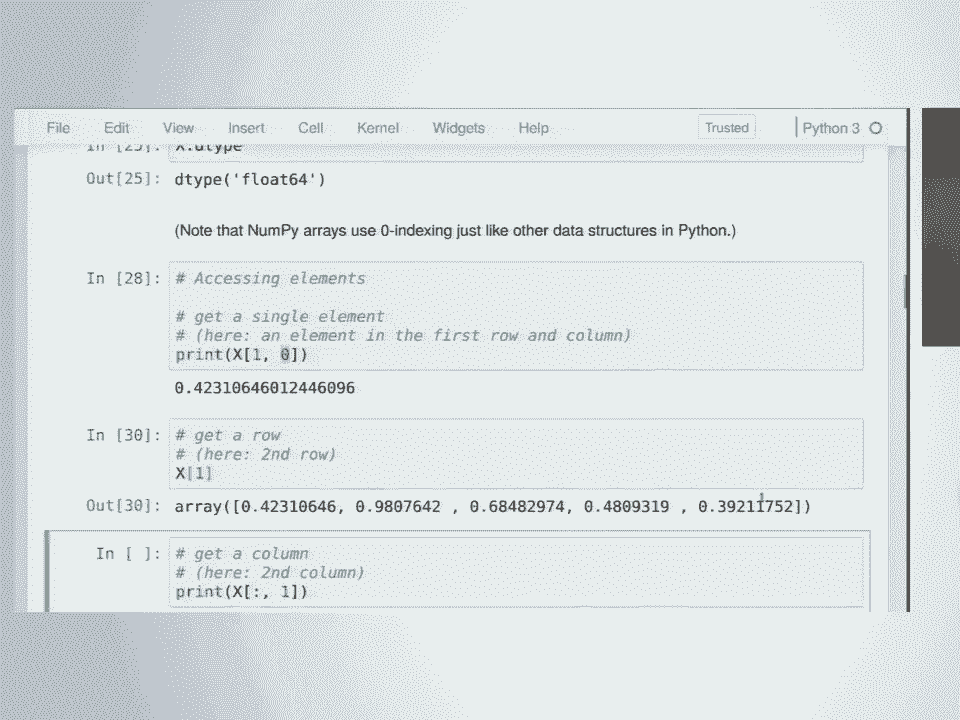 File Edit View Insert Cell Kernel Widgets Help Trusted Python 3
In [25]: X.dtype
Out[25]: dtype('float64')
(Note that NumPy arrays use 0-indexing just like other data structures in Python.)
In [28]: # Accessing elements
# get a single element
# (here: an element in the first row and column)
print(X[1, 0])
0.42310646012446096
In [30]: # get a row
# (here: 2nd row)
X[1]
Out[30]: array([0.42310646, 0.9807642 , 0.68482974, 0.4809319 , 0.39211752])
In [ ]: # get a column
# (here: 2nd column)
print(X[:, 1])